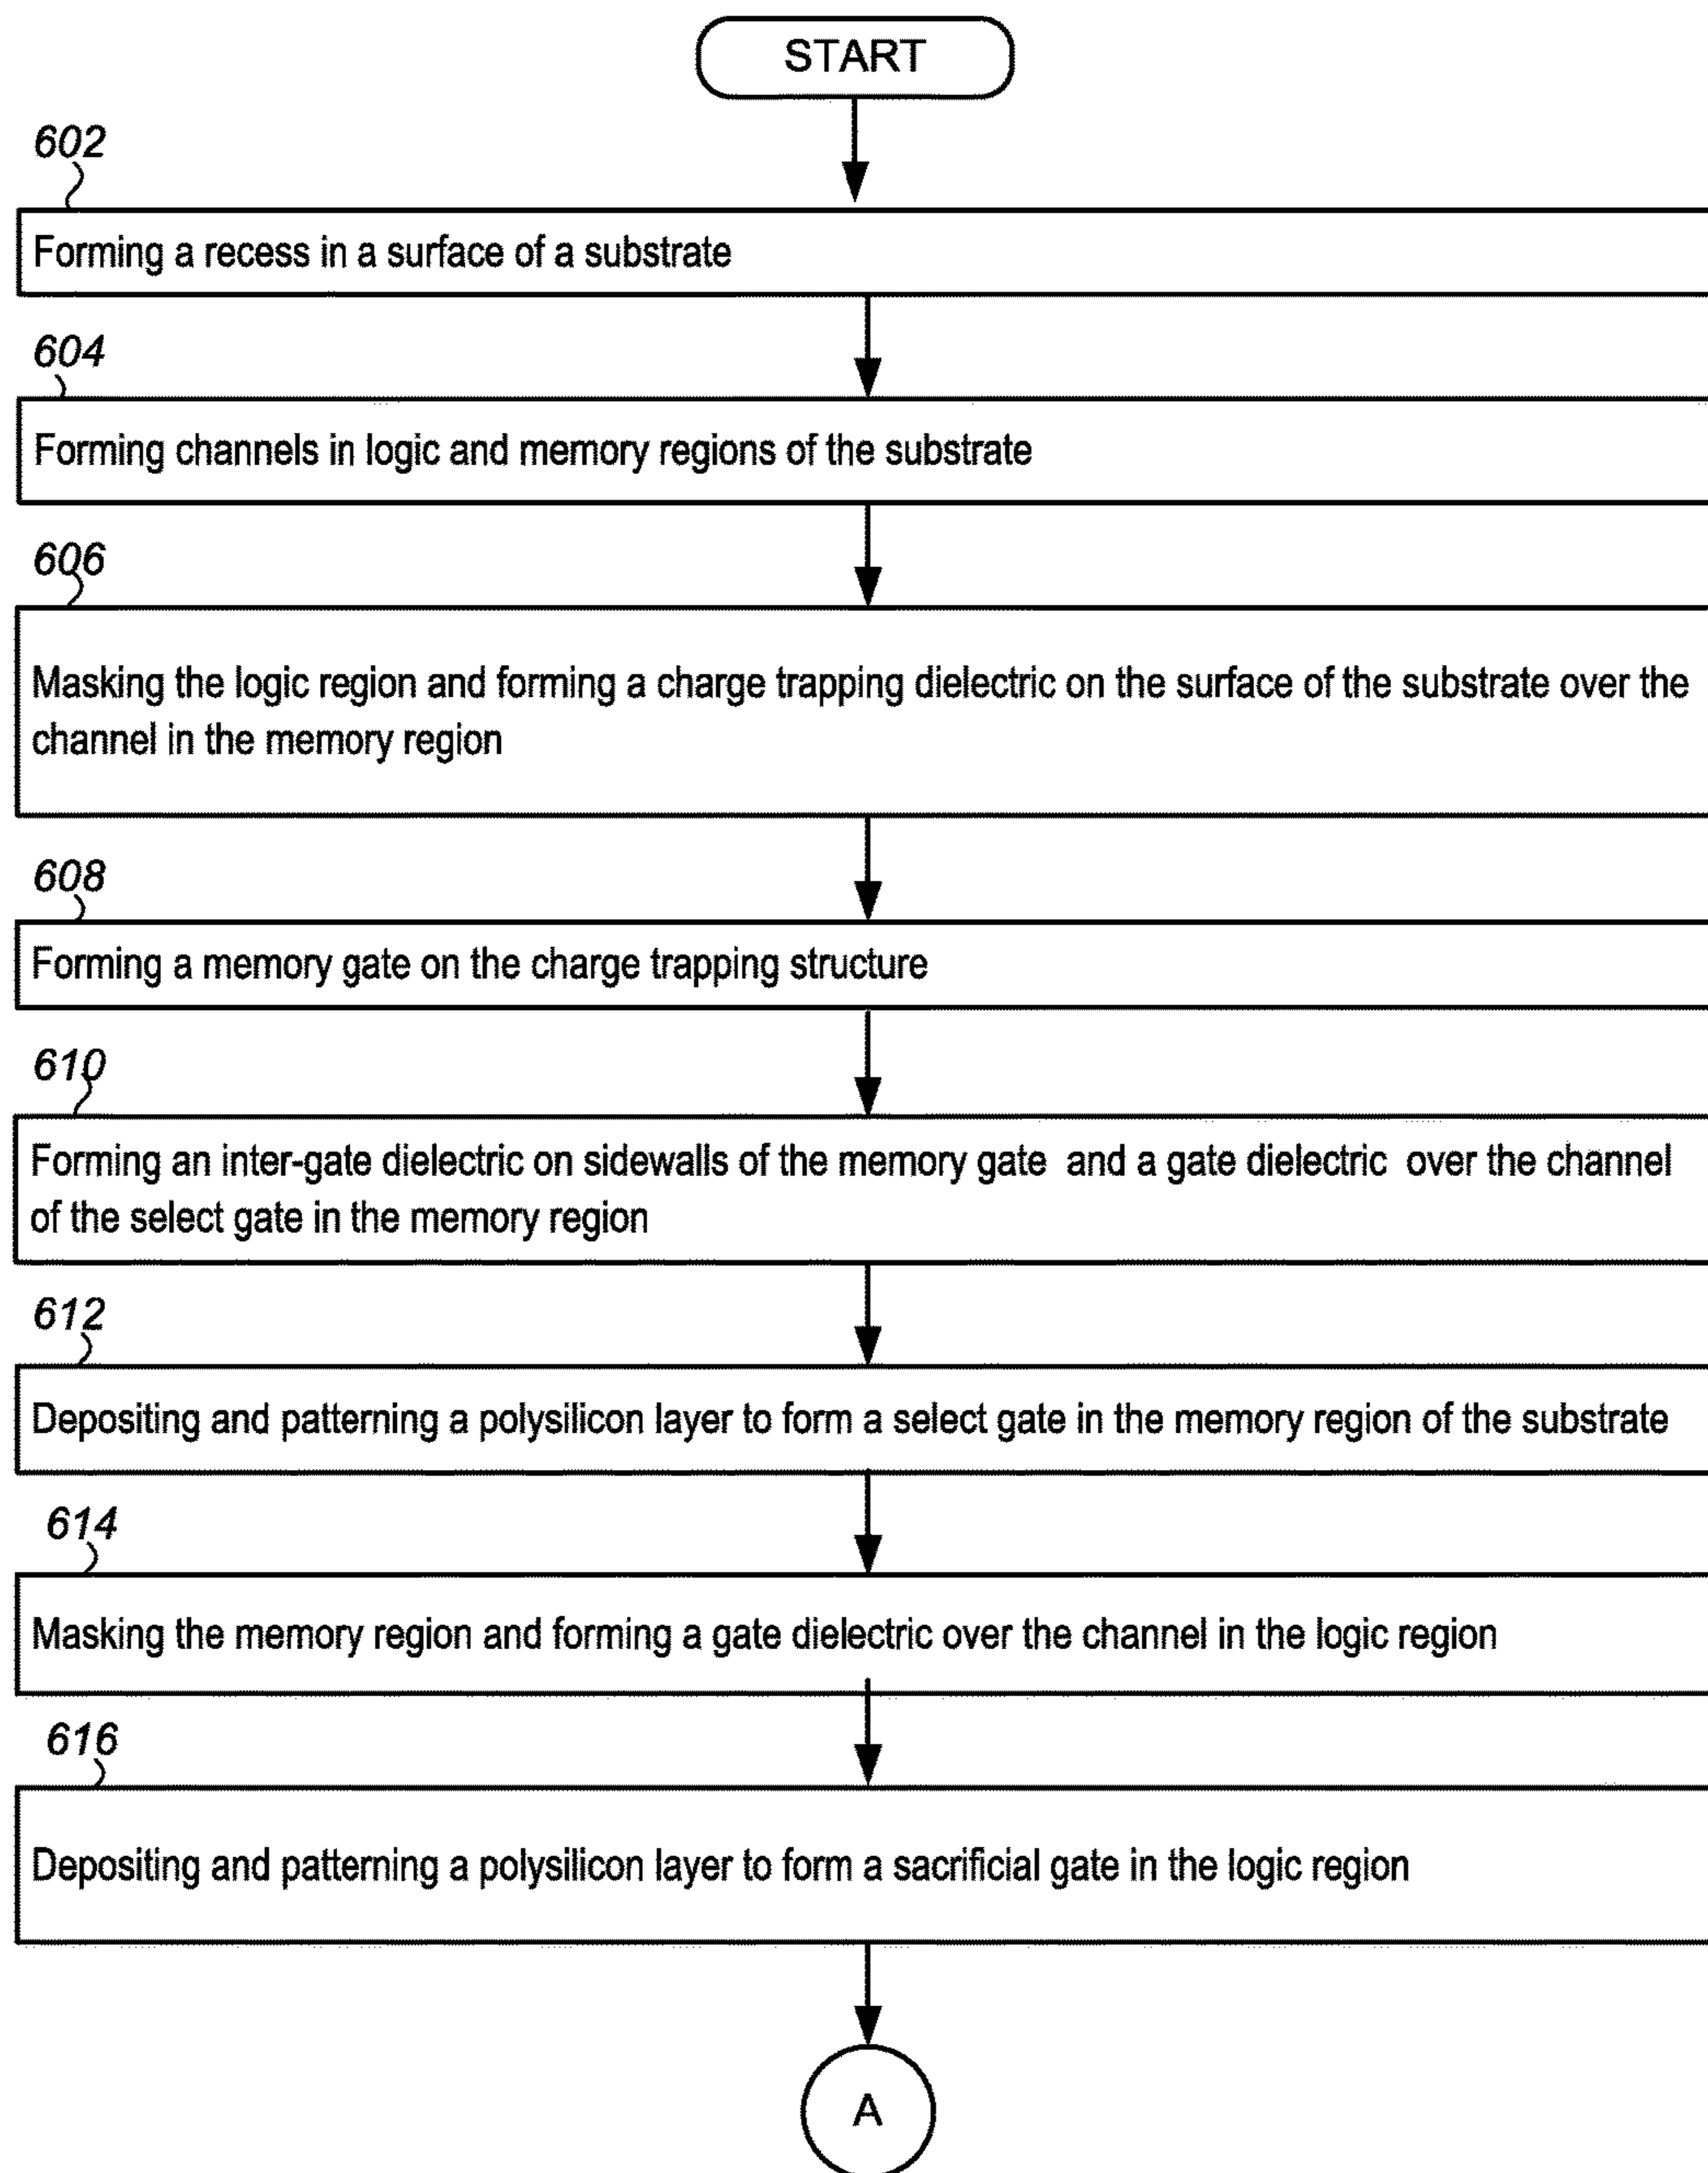 START
602
Forming a recess in a surface of a substrate
604
Forming channels in logic and memory regions of the substrate
606
Masking the logic region and forming a charge trapping dielectric on the surface of the substrate over the
channel in the memory region
608
Forming a memory gate on the charge trapping structure
610
Forming an inter-gate dielectric on sidewalls of the memory gate and a gate dielectric over the channel
of the select gate in the memory region
612
Depositing and patterning a polysilicon layer to form a select gate in the memory region of the substrate
614
Masking the memory region and forming a gate dielectric over the channel in the logic region
616
Depositing and patterning a polysilicon layer to form a sacrificial gate in the logic region
A